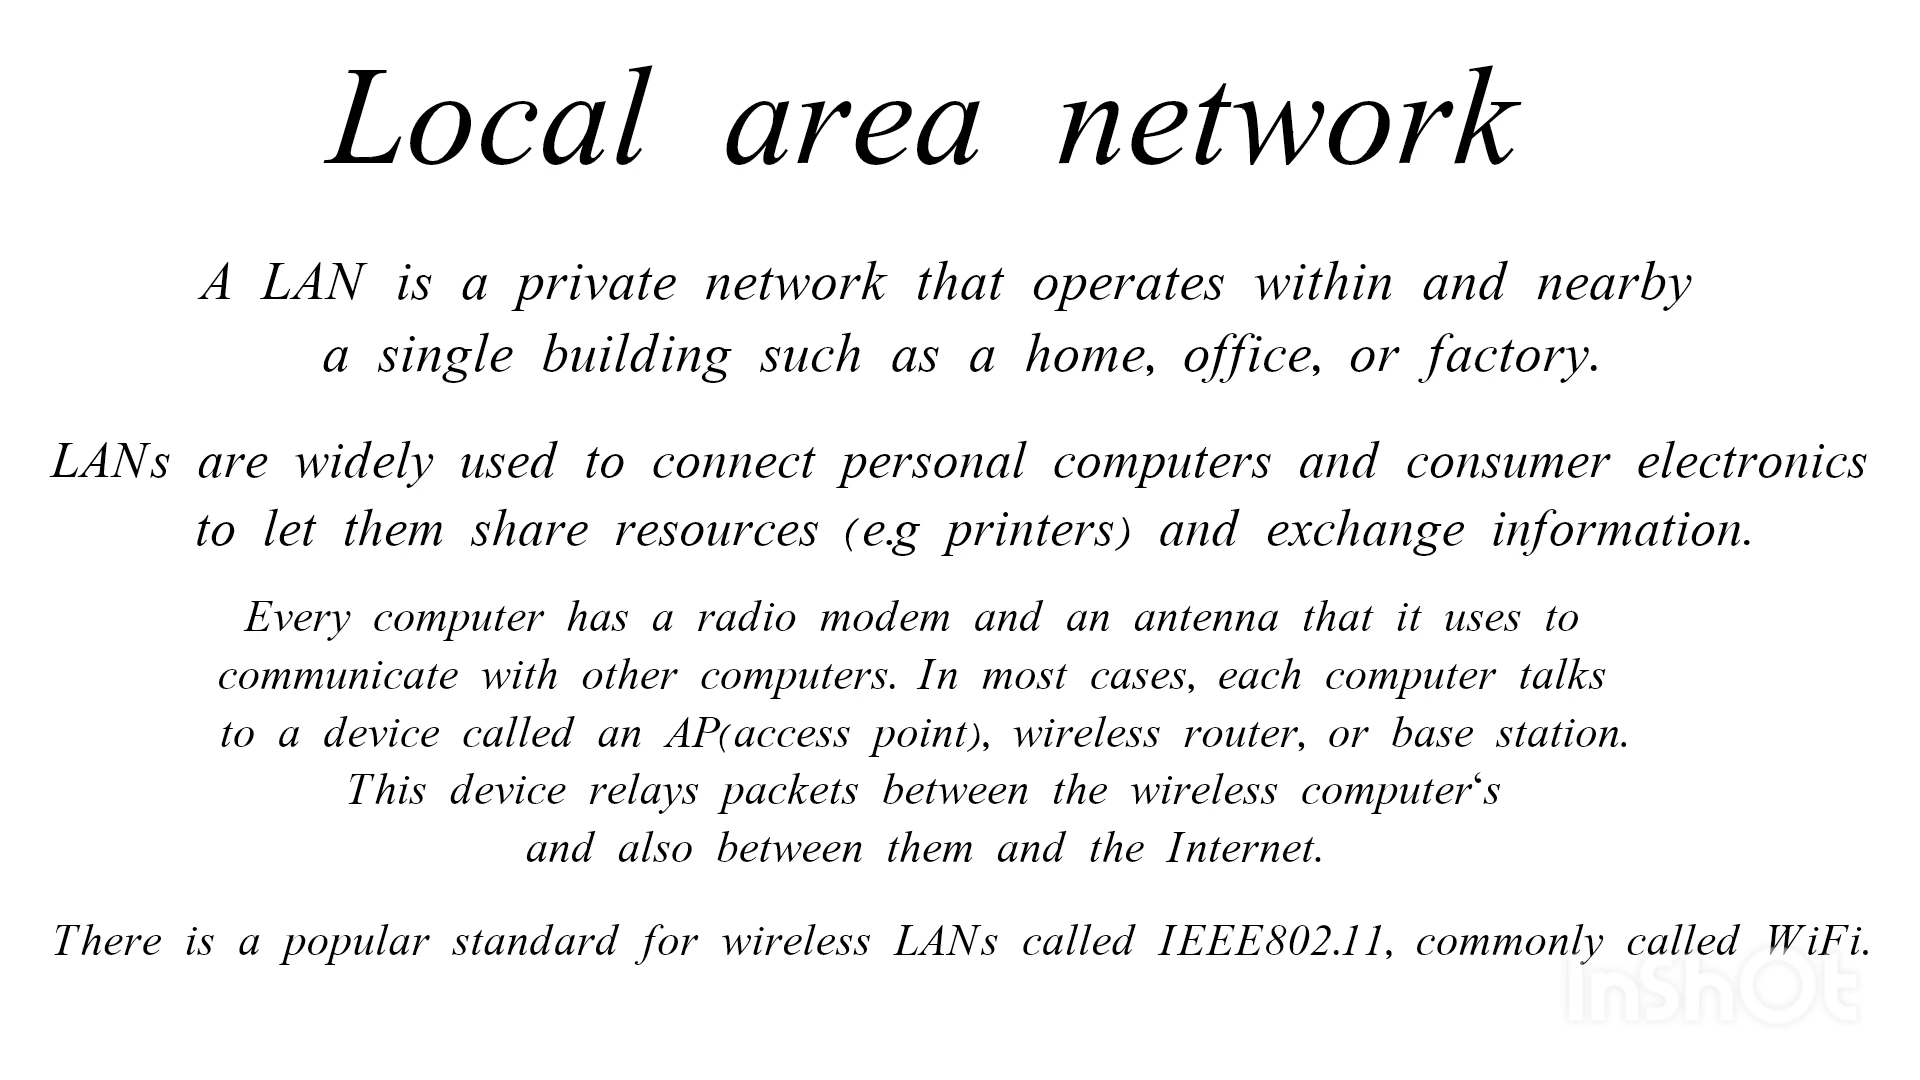 Local area network
A LAN is a private network that operates within and nearby
a single building such as a home, office, or factory.
LANs are widely used to connect personal computers and consumer electronics
to let them share resources (e.g printers) and exchange information.
Every computer has a radio modem and an antenna that it uses to
communicate with other computers. In most cases, each computer talks
to a device called an AP(access point), wireless router, or base station.
This device relays packets between the wireless computer‘s
and also between them and the Internet.
There is a popular standard for wireless LANs called IEEE802.11, commonly called WiFi.
InShOt